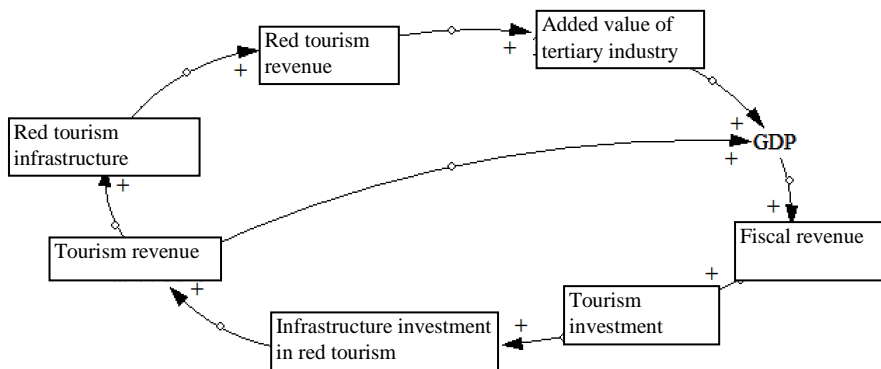 Red tourism
revenue
+
+
Added value of
tertiary industry
Red tourism
infrastructure
+
+
+
GDP
+
Tourism revenue
+
Fiscal revenue
+
Infrastructure investment
in red tourism
+
Tourism
investment
+